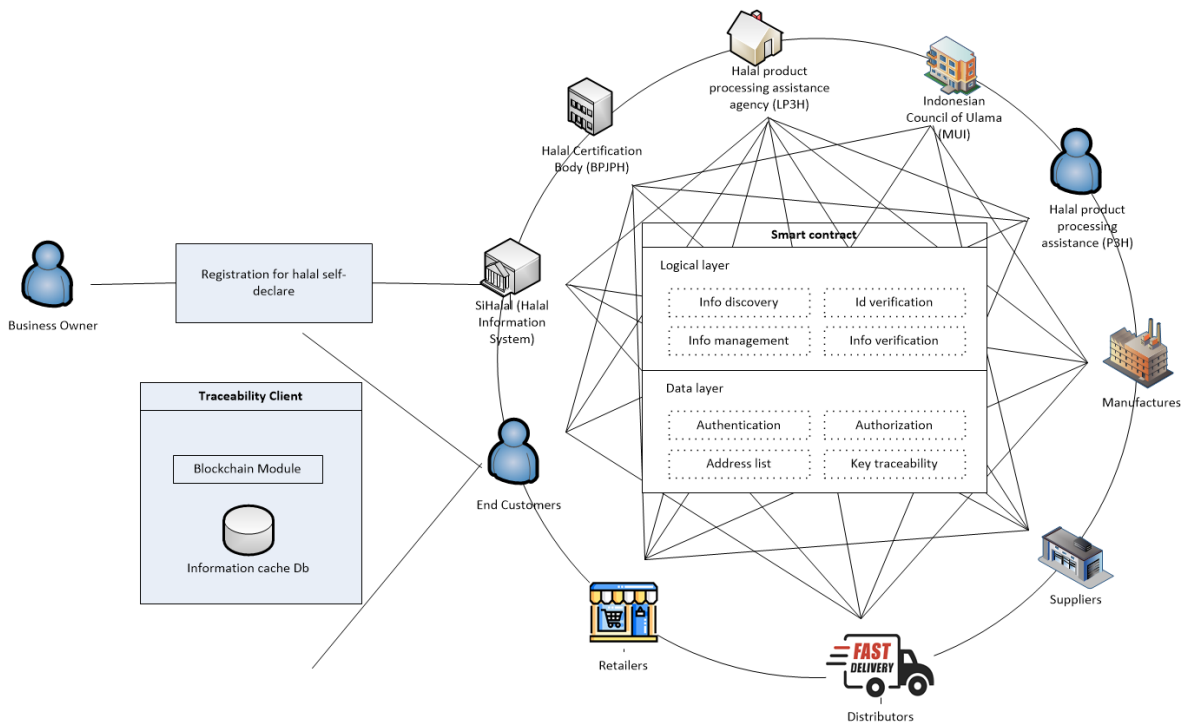 Halal product
processing assistance
agency (LP3H)
Indonesian
Council of Ulama
(MUI)
Halal Certification
Body (BPJPH)
Halal product
processing
assistance (P3H)
Smart contract
Logical layer
Info discovery
Id verification
Info management
Info verification
Data layer
Authentication
Authorization
Address list
Key traceability
Registration for halal self-
declare
Business Owner
SiHalal (Halal
Information
System)
Manufactures
Traceability Client
Blockchain Module
Information cache Db
End Customers
Suppliers
Retailers
FAST
DELIVERY
Distributors